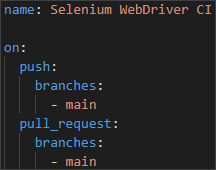 name: Selenium WebDriver CI

on:
  push:
    branches:
      - main
  pull_request:
    branches:
      - main